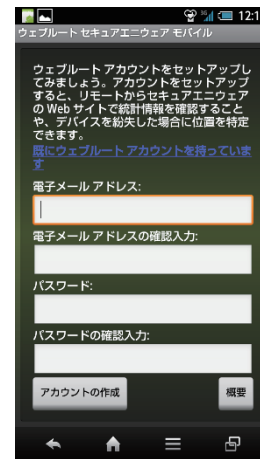 3G 12:1
ウェブルート セキュアエニウェア モバイル
ウェブルート アカウントをセットアップし
てみましょう。アカウントをセットアップ
すると、リモートからセキュアエニウェア
の Web サイトで統計情報を確認すること
や、デバイスを紛失した場合に位置を特定
できます。
既にウェブルート アカウントを持っていま
す
電子メール アドレス:
電子メール アドレスの確認入力:
パスワード:
パスワードの確認入力:
アカウントの作成 概要